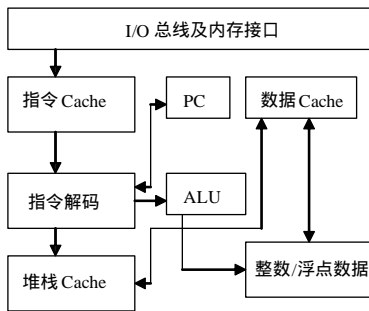 I/O 总线及内存接口
指令 Cache
PC
数据 Cache
指令解码
ALU
堆栈 Cache
整数/浮点数据